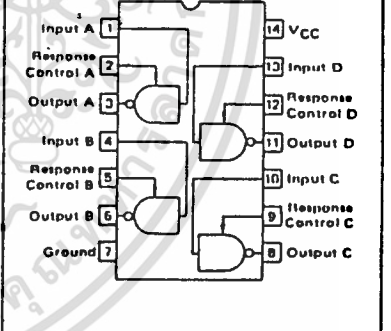 Input A 1
Response
Control A 2
Output A 3
Input B 4
Response
Control B 5
Output B 6
Ground 7
14 VCC
13 Input D
12 Response
Control D
11 Output D
10 Input C
9 Response
Control C
8 Output C